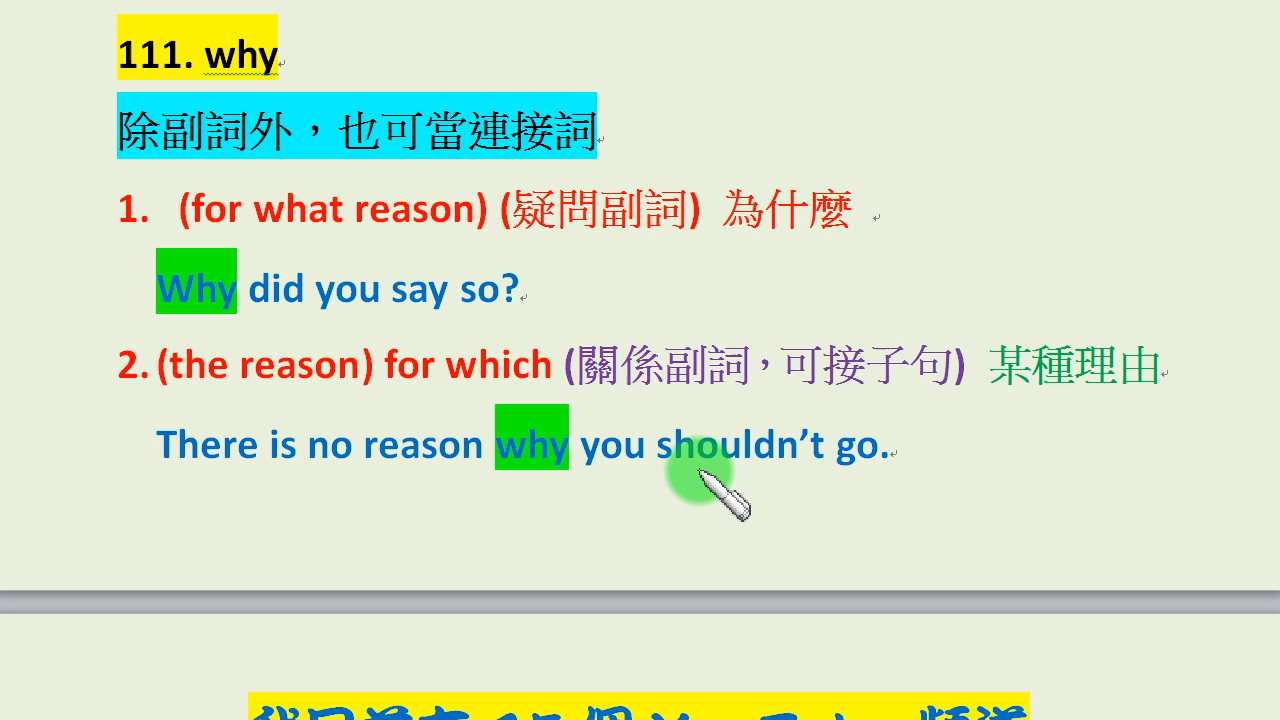 111. why
除副詞外，也可當連接詞
1. (for what reason) (疑問副詞) 為什麼
Why did you say so?
2. (the reason) for which (關係副詞，可接子句) 某種理由
There is no reason why you shouldn’t go.